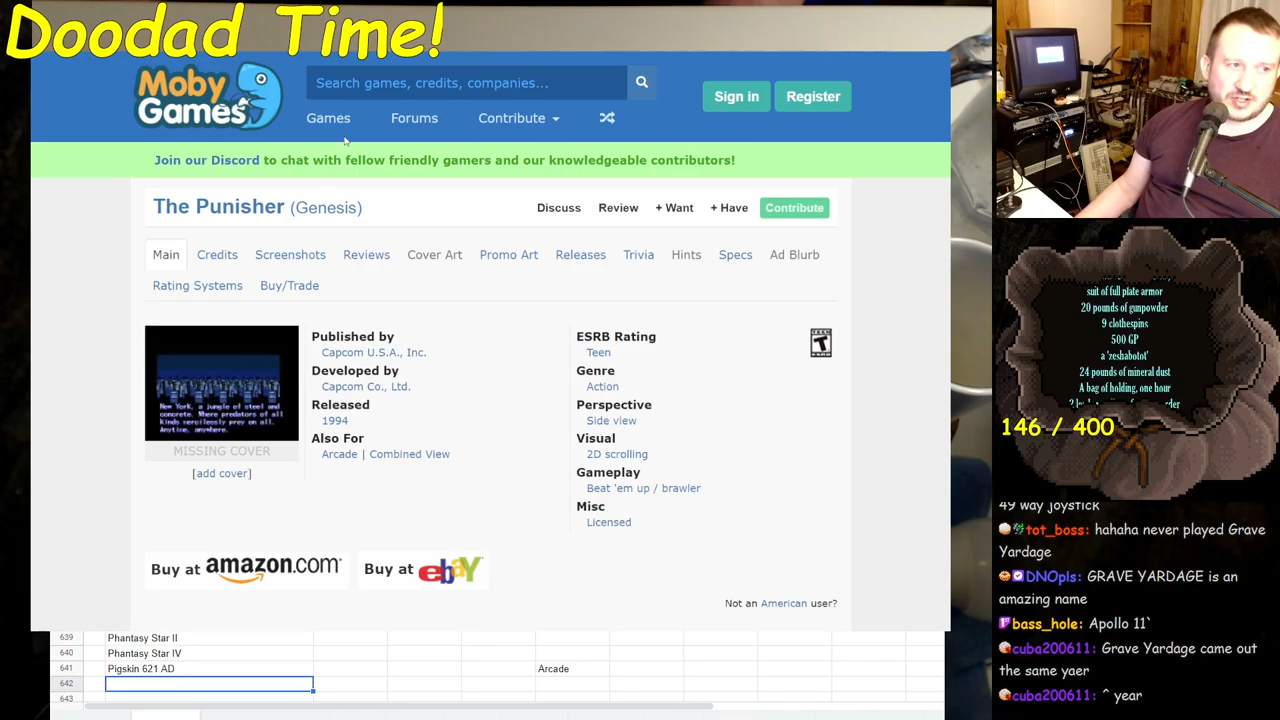 Doodad Time!
Moby Games
Search games, credits, companies...
Sign in
Register
Games
Forums
Contribute
Join our Discord to chat with fellow friendly gamers and our knowledgeable contributors!
The Punisher (Genesis)
Discuss
Review
+ Want
+ Have
Contribute
Main
Credits
Screenshots
Reviews
Cover Art
Promo Art
Releases
Trivia
Hints
Specs
Ad Blurb
Rating Systems
Buy/Trade
New York, a jungle of steel and
concrete. Where predators of all
kinds mercilessly prey on all.
Anytime, anywhere.
MISSING COVER
[add cover]
Published by
Capcom U.S.A., Inc.
Developed by
Capcom Co., Ltd.
Released
1994
Also For
Arcade | Combined View
ESRB Rating
Teen
Genre
Action
Perspective
Side view
Visual
2D scrolling
Gameplay
Beat 'em up / brawler
Misc
Licensed
TEEN
T
ESRB
Buy at amazon.com
Buy at ebay
Not an American user?
639 Phantasy Star II
640 Phantasy Star IV
641 Pigskin 621 AD Arcade
642
643
suit of full plate armor
20 pounds of gunpowder
9 clothespins
500 GP
a 'reshabotot'
24 pounds of mineral dust
A bag of holding, one hour
146 / 400
49 way joystick
tot_boss: hahaha never played Grave
Yardage
DNOpls: GRAVE YARDAGE is an
amazing name
bass_hole: Apollo 11`
cuba200611: Grave Yardage came out
the same yaer
cuba200611: ^ year